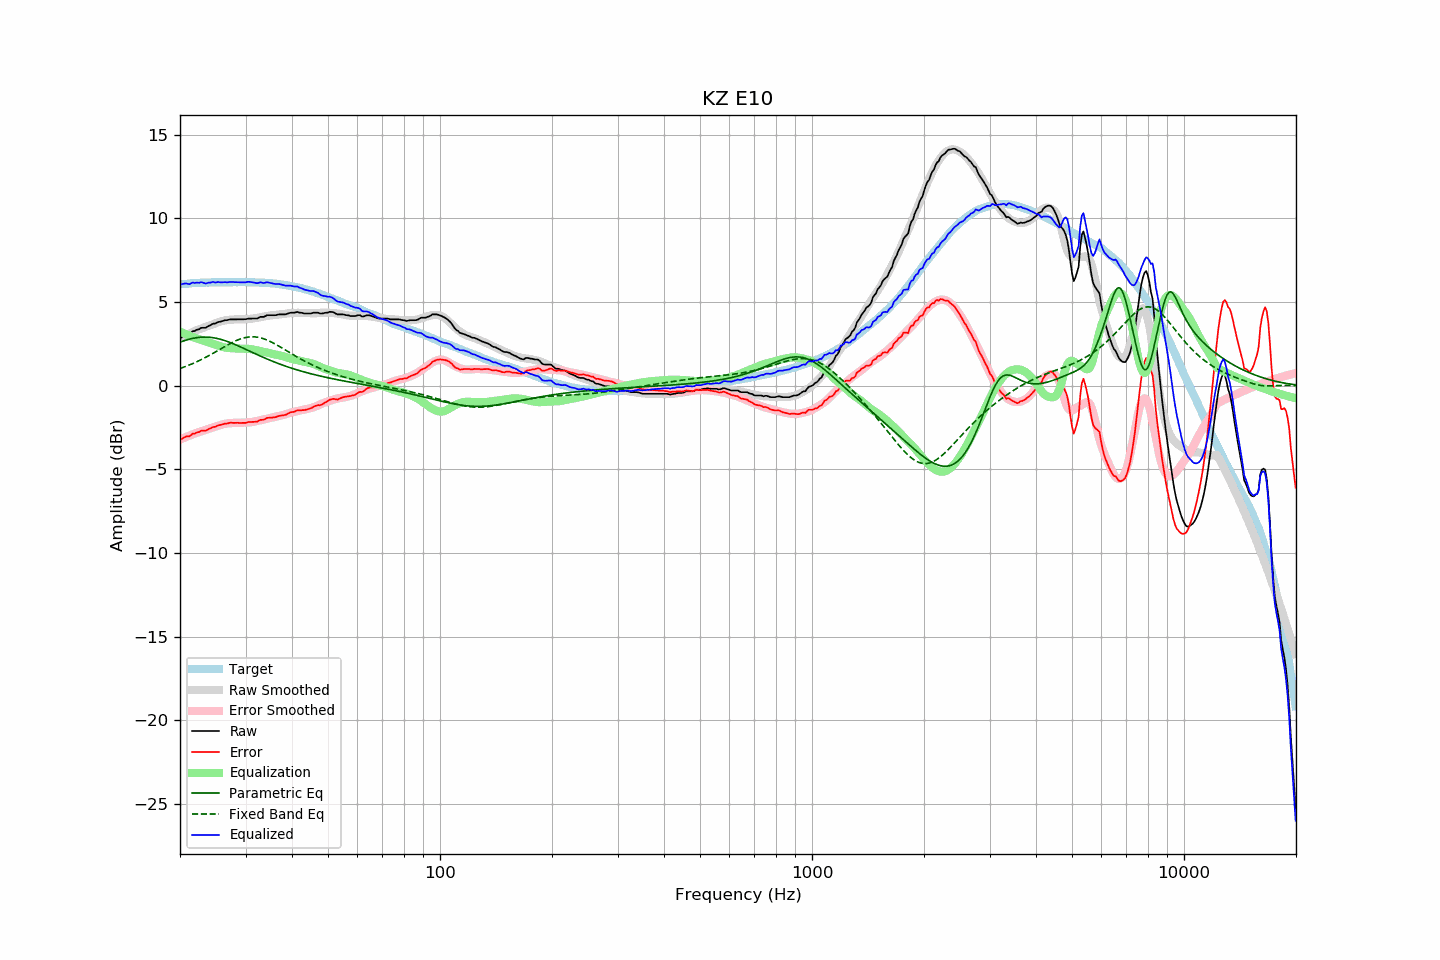 KZ E10
15
10
5
0
−5
−10
−15
−20
−25
Amplitude (dBr)
Target
Raw Smoothed
Error Smoothed
Raw
Error
Equalization
Parametric Eq
Fixed Band Eq
Equalized
100
1000
10000
Frequency (Hz)